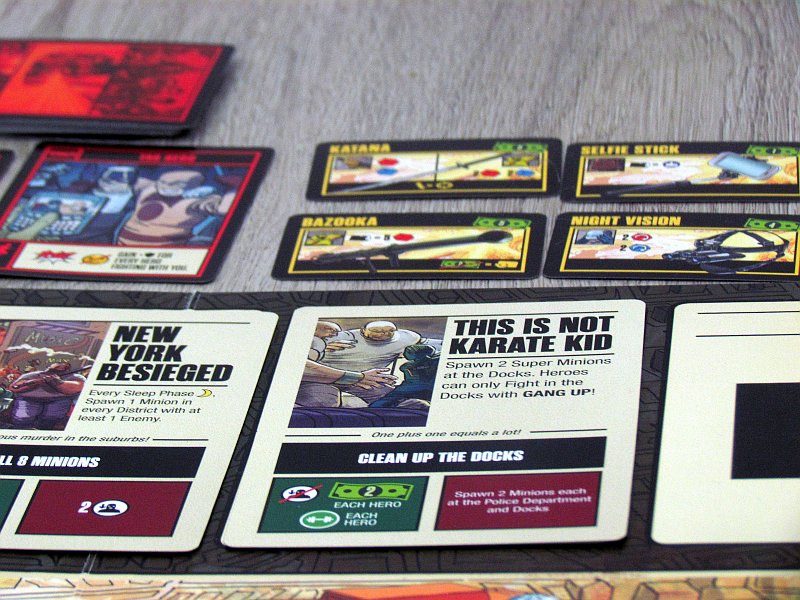 KATANA
SELFIE STICK
BAZOOKA
NIGHT VISION
GAIN
FOR
EVERY HERO
FIGHTING WITH YOU.
NEW
YORK
BESIEGED
Every Sleep Phase
Spawn 1 Minion in
every District with at
least 1 Enemy.
ous murder in the suburbs!
LL 8 MINIONS
2
THIS IS NOT
KARATE KID
Spawn 2 Super Minions
at the Docks. Heroes
can only Fight in the
Docks with GANG UP!
One plus one equals a lot!
CLEAN UP THE DOCKS
2
EACH HERO
EACH
HERO
Spawn 2 Minions each
at the Police Department
and Docks